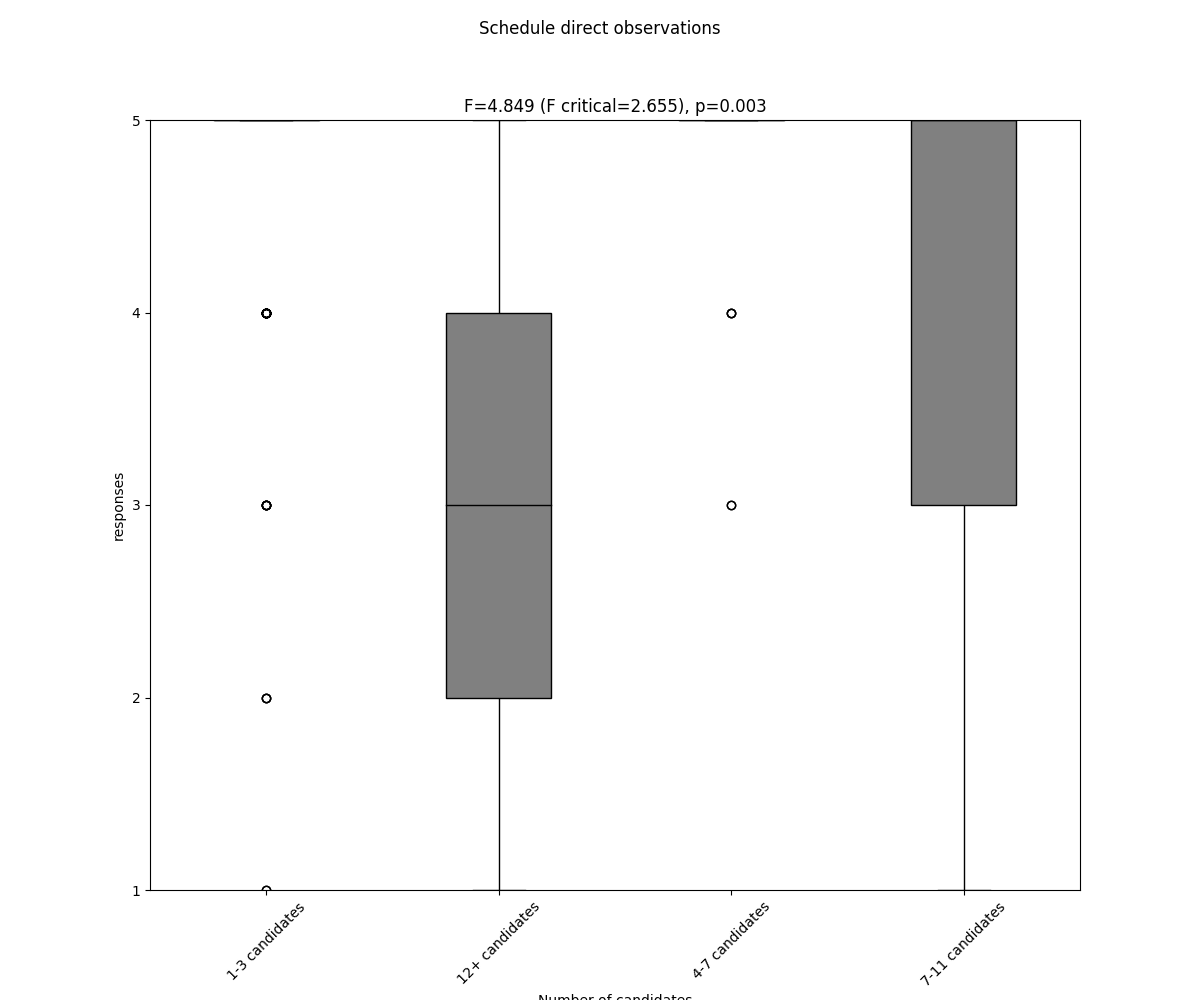 Schedule direct observations
F=4.849 (F critical=2.655), p=0.003
5
4
3
2
1
responses
1-3 candidates
12+ candidates
4-7 candidates
7-11 candidates
Number of candidates